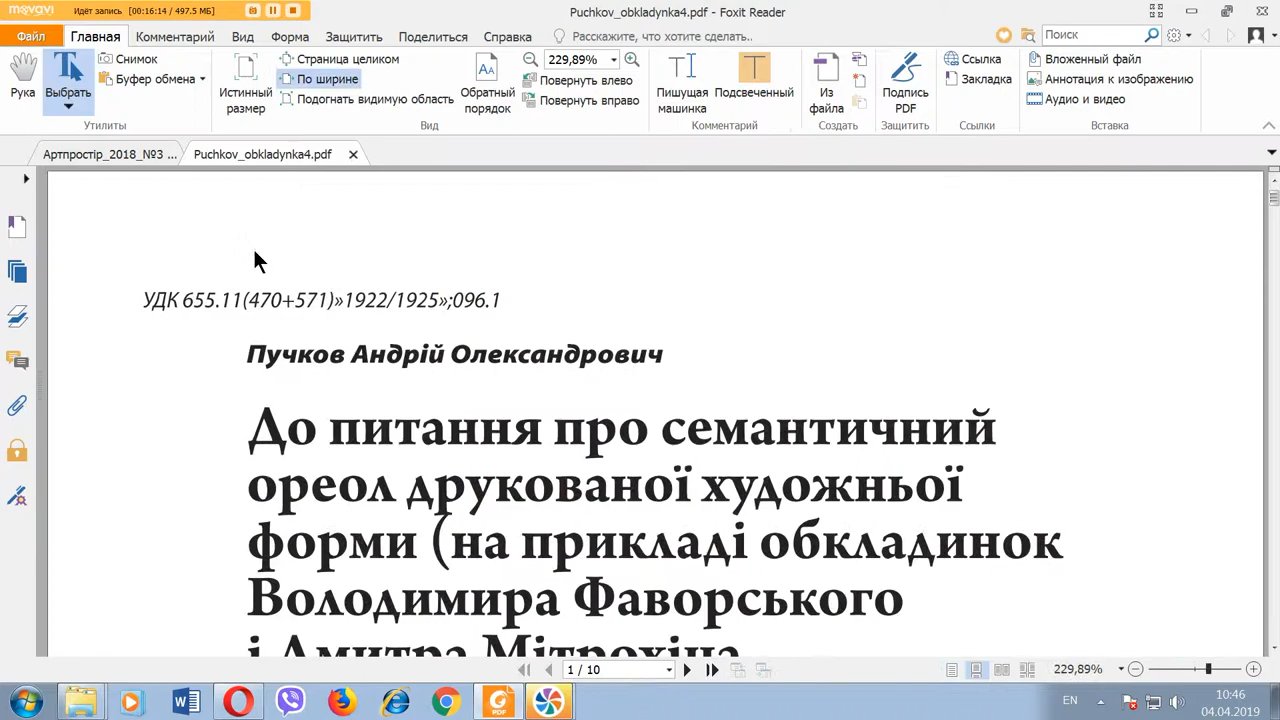 movavi
Идёт запись
[00:16:14 / 497.5 МБ]
Puchkov_obkladynka4.pdf - Foxit Reader
Файл
Главная
Комментарий
Вид
Форма
Защитить
Поделиться
Справка
Расскажите, что хотите сделать..
Поиск
Рука
Выбрать
Снимок
Буфер обмена
Утилиты
Истинный размер
Страница целиком
По ширине
Подогнать видимую область
Обратный порядок
229,89%
Повернуть влево
Повернуть вправо
Вид
Пишущая машинка
Подсвеченный
Комментарий
Из файла
Создать
Подпись PDF
Защитить
Ссылка
Закладка
Ссылки
Вложенный файл
Аннотация к изображению
Аудио и видео
Вставка
Артпростір_2018_№3 ...
Puchkov_obkladynka4.pdf
УДК 655.11(470+571)»1922/1925»;096.1
Пучков Андрій Олександрович
До питання про семантичний
ореол друкованої художньої
форми (на прикладі обкладинок
Володимира Фаворського
і Дмитра Мітрохіна
1 / 10
229,89%
PDF
EN
10:46
04.04.2019